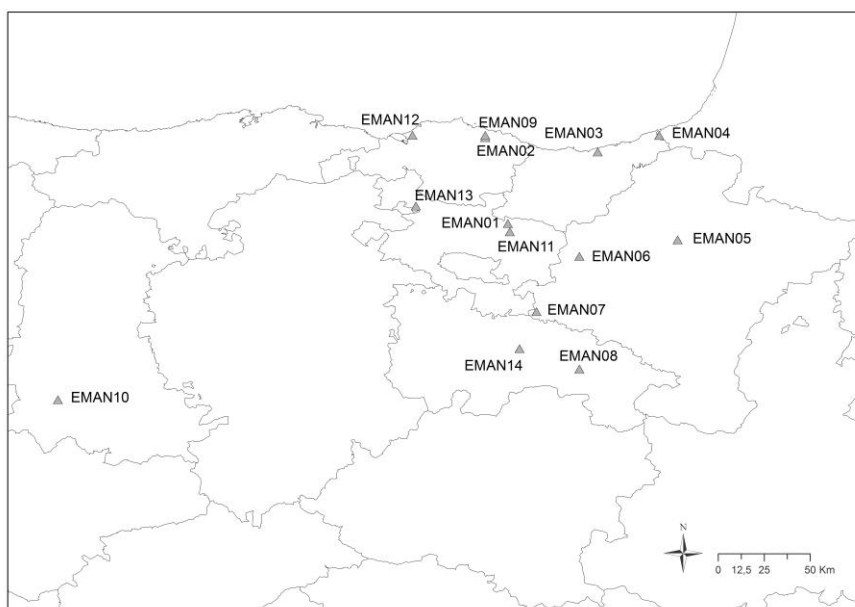 EMAN12
EMAN09
EMAN02
EMAN03
EMAN04
EMAN13
EMAN01
EMAN11
EMAN06
EMAN05
EMAN07
EMAN14
EMAN08
EMAN10
N
0 12,5 25 50 Km